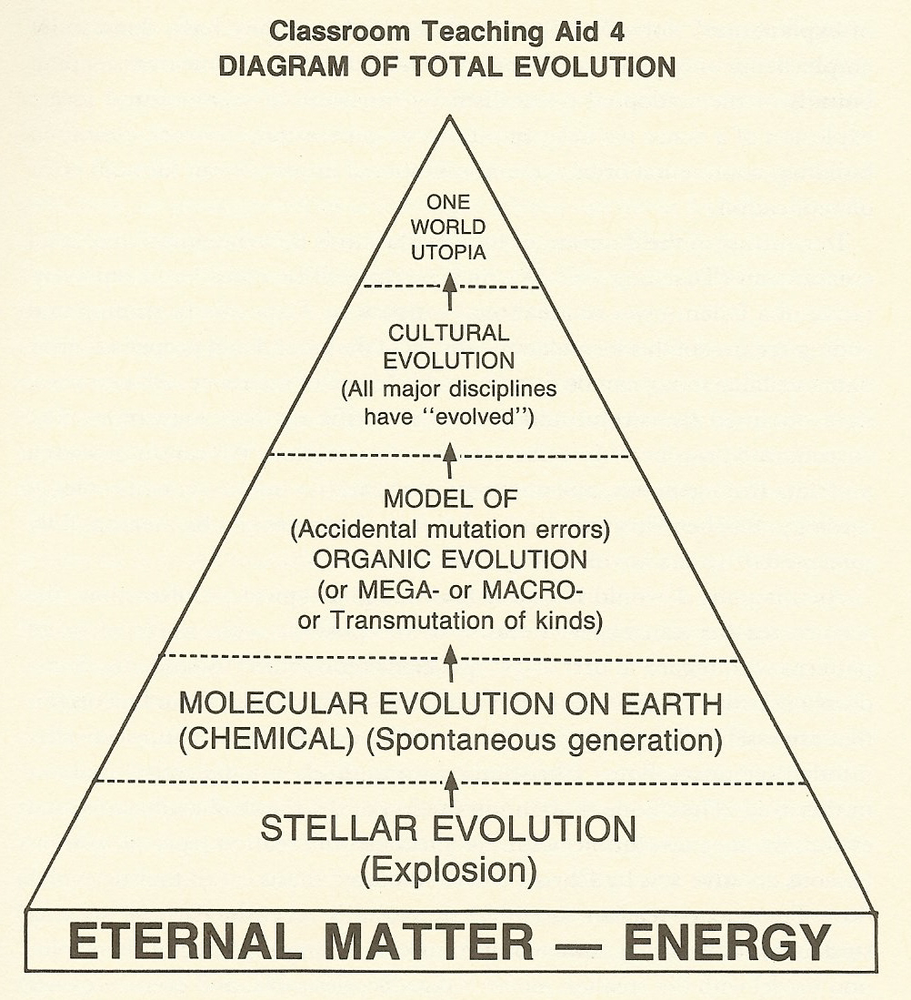 Classroom Teaching Aid 4
DIAGRAM OF TOTAL EVOLUTION
ONE
WORLD
UTOPIA
CULTURAL
EVOLUTION
(All major disciplines
have ‘‘evolved’’)
MODEL OF
(Accidental mutation errors)
ORGANIC EVOLUTION
(or MEGA- or MACRO-
or Transmutation of kinds)
MOLECULAR EVOLUTION ON EARTH
(CHEMICAL) (Spontaneous generation)
STELLAR EVOLUTION
(Explosion)
ETERNAL MATTER — ENERGY